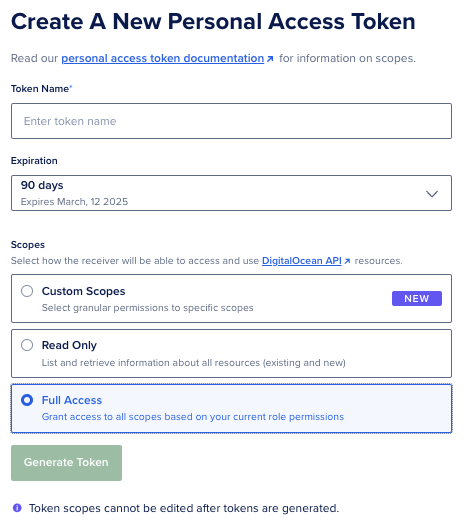 Create A New Personal Access Token
Read our personal access token documentation for information on scopes.
Token Name*
Enter token name
Expiration
90 days
Expires March, 12 2025
Scopes
Select how the receiver will be able to access and use DigitalOcean API resources.
Custom Scopes
NEW
Select granular permissions to specific scopes
Read Only
List and retrieve information about all resources (existing and new)
Full Access
Grant access to all scopes based on your current role permissions
Generate Token
Token scopes cannot be edited after tokens are generated.